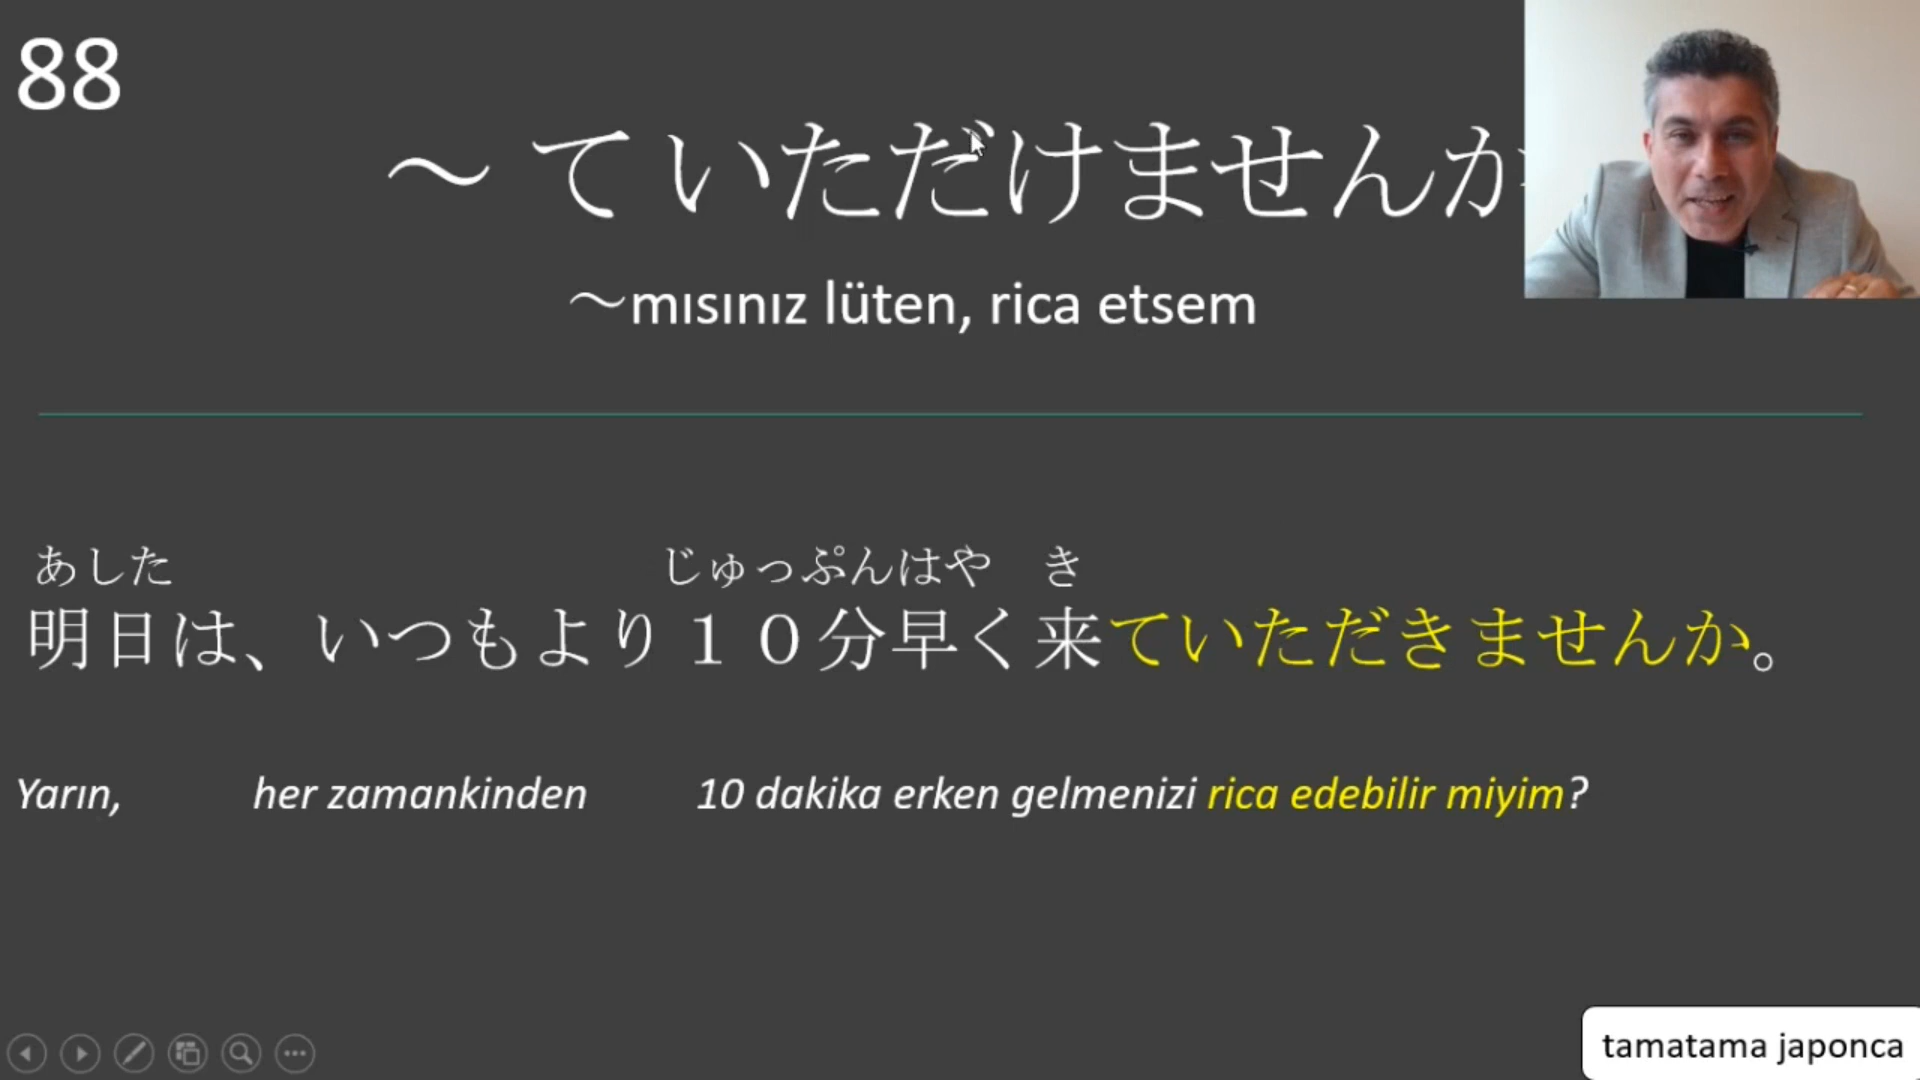 88
～ていただけませんか
～mısınız lüten, rica etsem
あした じゅっぷんはや き
明日は、いつもより１０分早く来ていただきませんか。
Yarın, her zamankinden 10 dakika erken gelmenizi rica edebilir miyim?
tamatama japonca